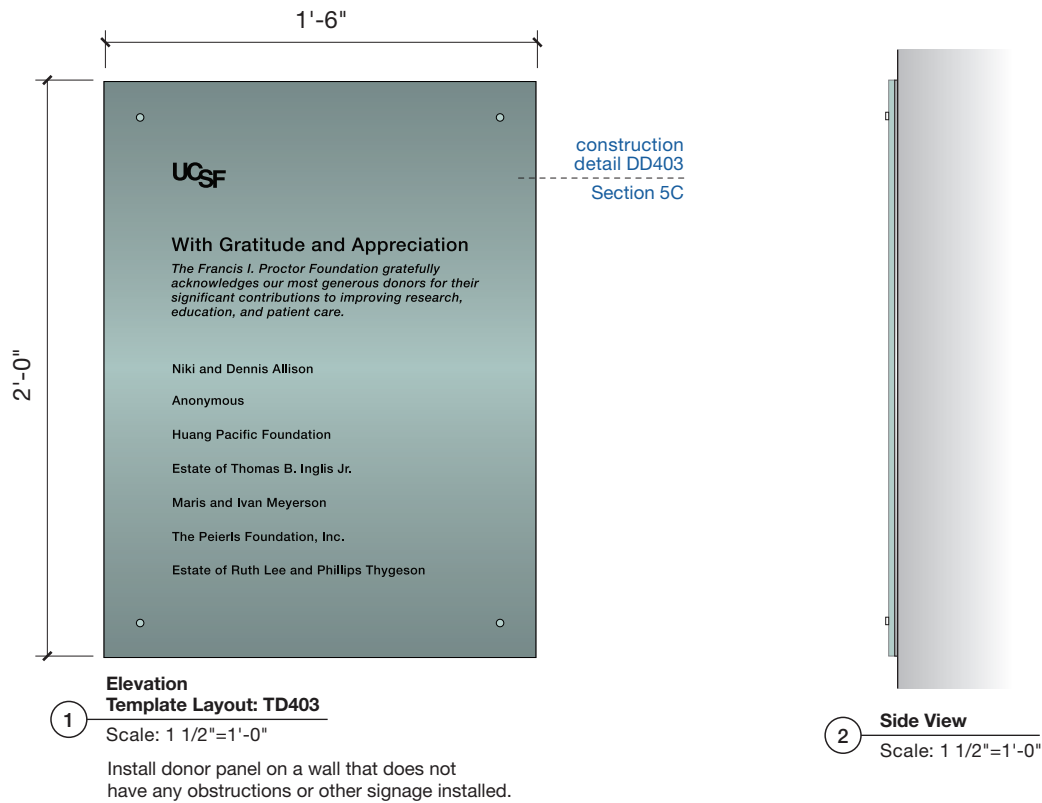 1'-6"
2'-0"
UCSF
With Gratitude and Appreciation
The Francis I. Proctor Foundation gratefully
acknowledges our most generous donors for their
significant contributions to improving research,
education, and patient care.
Niki and Dennis Allison
Anonymous
Huang Pacific Foundation
Estate of Thomas B. Inglis Jr.
Maris and Ivan Meyerson
The Peierls Foundation, Inc.
Estate of Ruth Lee and Phillips Thygeson
construction
detail DD403
Section 5C
1
Elevation
Template Layout: TD403
Scale: 1 1/2"=1'-0"
Install donor panel on a wall that does not
have any obstructions or other signage installed.
2
Side View
Scale: 1 1/2"=1'-0"